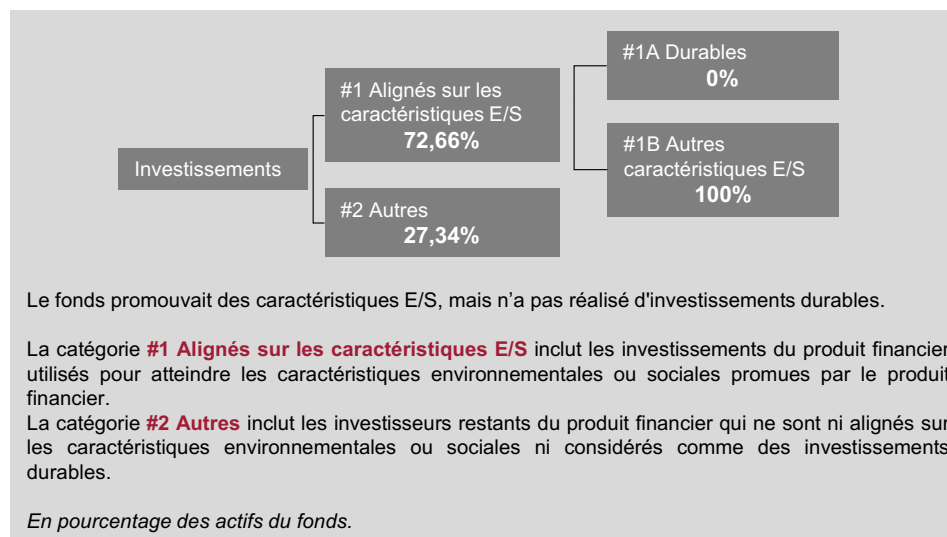 #1A Durables
0%
#1 Alignés sur les
caractéristiques E/S
72,66%
#1B Autres
caractéristiques E/S
100%
Investissements
#2 Autres
27,34%
Le fonds promouvait des caractéristiques E/S, mais n’a pas réalisé d'investissements durables.
La catégorie #1 Alignés sur les caractéristiques E/S inclut les investissements du produit financier
utilisés pour atteindre les caractéristiques environnementales ou sociales promues par le produit
financier.
La catégorie #2 Autres inclut les investisseurs restants du produit financier qui ne sont ni alignés sur
les caractéristiques environnementales ou sociales ni considérés comme des investissements
durables.
En pourcentage des actifs du fonds.